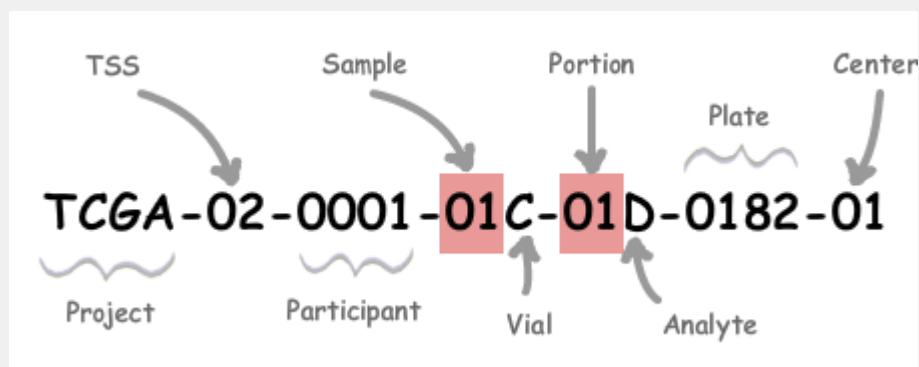 TSS Sample Portion Center
Plate
TCGA-02-0001-01C-01D-0182-01
Project Participant Vial Analyte